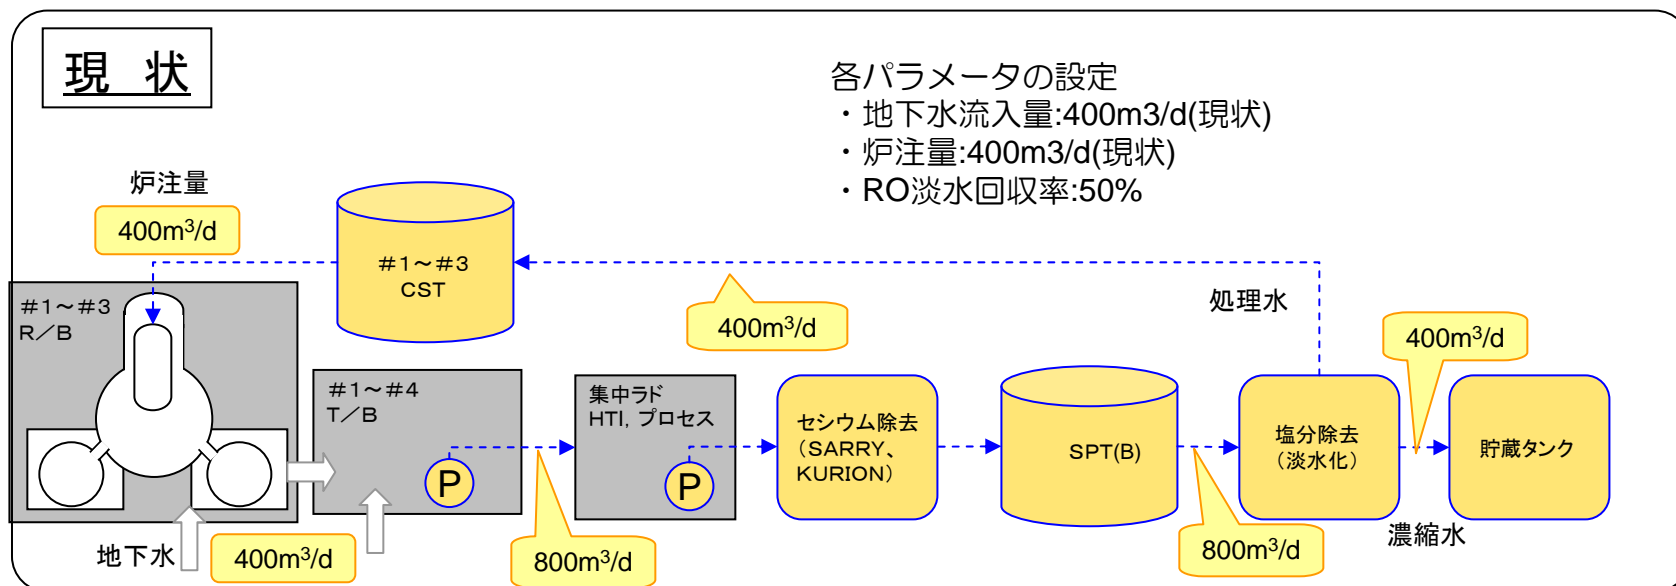 現 状
各パラメータの設定
・地下水流入量:400m3/d(現状)
・炉注量:400m3/d(現状)
・RO淡水回収率:50%
炉注量
400m³/d
#1~#3
CST
#1~#3
R/B
400m³/d
処理水
400m³/d
#1~#4
T/B
P
集中ラド
HTI, プロセス
P
セシウム除去
(SARRY、
KURION)
SPT(B)
塩分除去
(淡水化)
貯蔵タンク
地下水
400m³/d
800m³/d
800m³/d
濃縮水